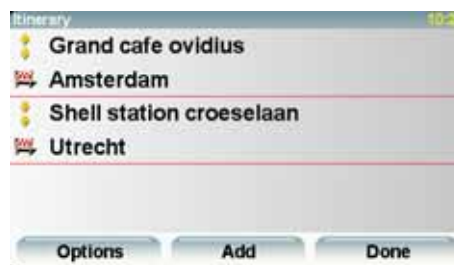 Itinerary
Grand cafe ovidius
Amsterdam
Shell station croeselaan
Utrecht
Options Add Done